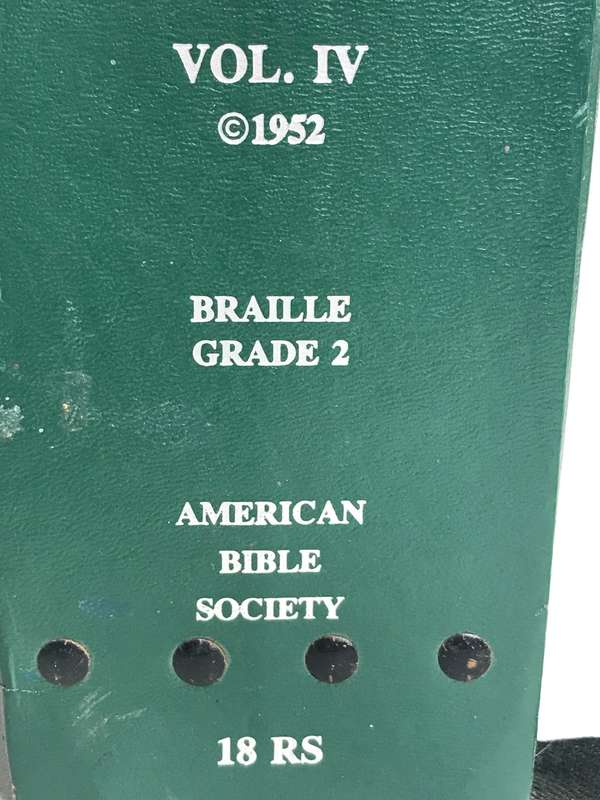 VOL. IV
©1952
BRAILLE
GRADE 2
AMERICAN
BIBLE
SOCIETY
18 RS